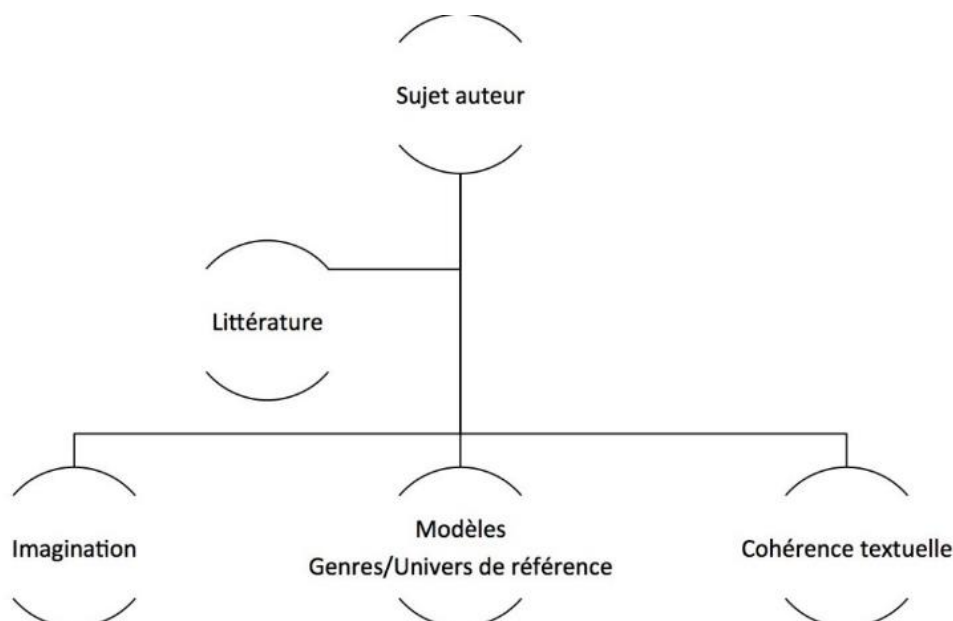 Sujet auteur
Littérature
Imagination
Modèles
Genres/Univers de référence
Cohérence textuelle